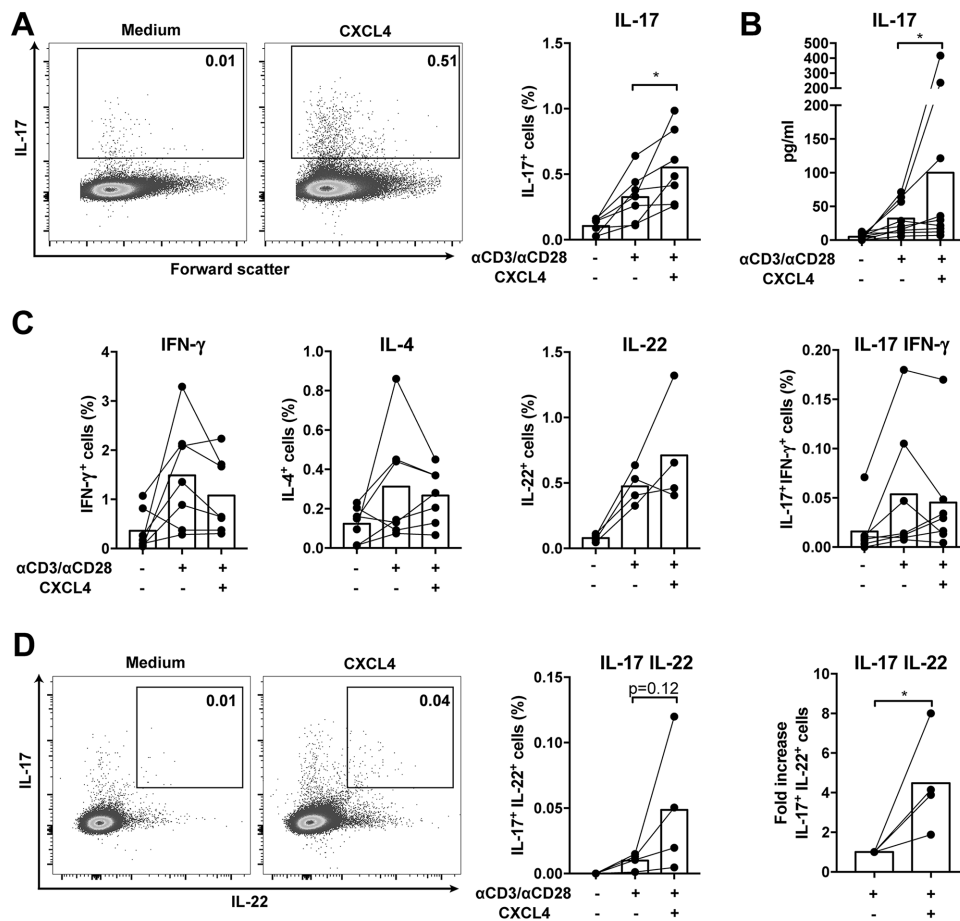 A
Medium
0.01
CXCL4
0.51
IL-17
Forward scatter
IL-17
IL-17+ cells (%)
1.5
1.0
0.5
0.0
*
αCD3/αCD28 - + +
CXCL4 - - +
B
IL-17
pg/ml
500
400
300
200
200
150
100
50
0
*
αCD3/αCD28 - + +
CXCL4 - - +
C
IFN-γ
IFN-γ+ cells (%)
4
3
2
1
0
αCD3/αCD28 - + +
CXCL4 - - +
IL-4
IL-4+ cells (%)
1.0
0.8
0.6
0.4
0.2
0.0
- + +
- - +
IL-22
IL-22+ cells (%)
1.5
1.0
0.5
0.0
- + +
- - +
IL-17 IFN-γ
IL-17+IFN-γ+ cells (%)
0.20
0.15
0.10
0.05
0.00
- + +
- - +
D
Medium
0.01
CXCL4
0.04
IL-17
IL-22
IL-17 IL-22
IL-17+ IL-22+ cells (%)
0.15
0.10
0.05
0.00
p=0.12
αCD3/αCD28 - + +
CXCL4 - - +
IL-17 IL-22
Fold increase
IL-17+ IL-22+ cells
10
8
6
4
2
0
*
+ +
- +